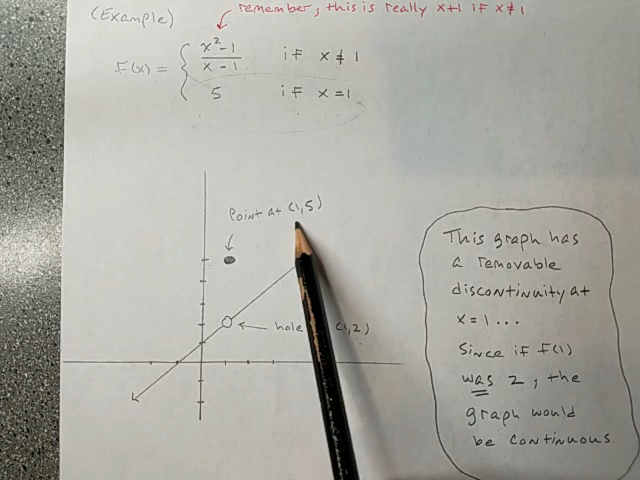 (Example)
remember, this is really x+1 if x≠1
F(x) = { x²-1 / x-1 if x ≠ 1
5 if x=1
Point at (1,5)
hole (1,2)
This graph has
a removable
discontinuity at
x=1...
Since if f(1)
was 2, the
graph would
be continuous